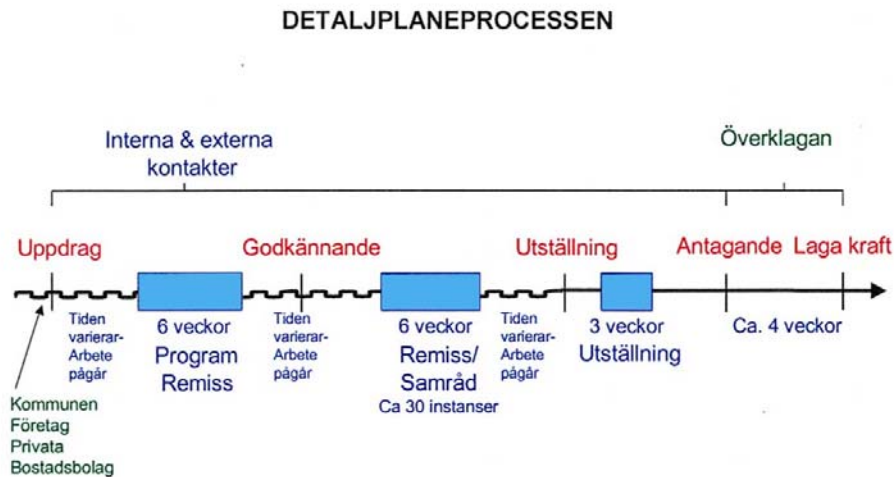 DETALJPLANEPROCESSEN
Interna & externa
kontakter
Överklagan
Uppdrag
Godkännande
Utställning
Antagande
Laga kraft
Tiden
varierar-
Arbete
pågår
6 veckor
Program
Remiss
Tiden
varierar-
Arbete
pågår
6 veckor
Remiss/
Samråd
Ca 30 instanser
Tiden
varierar-
Arbete
pågår
3 veckor
Utställning
Ca. 4 veckor
Kommunen
Företag
Privata
Bostadsbolag